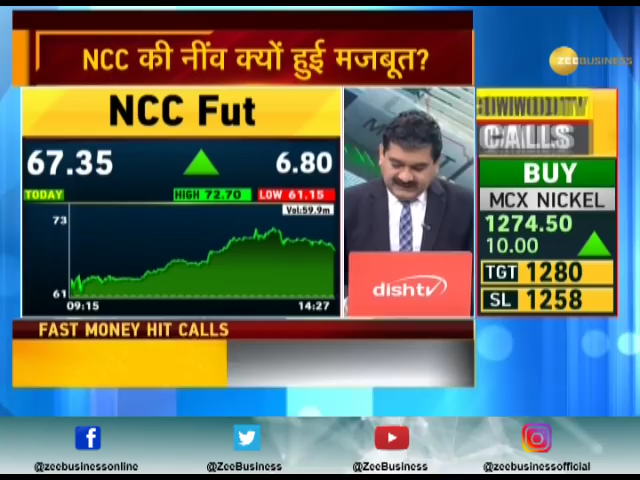 NCC की नींव क्यों हुई मजबूत?
ZEEBUSINESS
NCC Fut
67.35 6.80
TODAY HIGH 72.70 LOW 61.15
Vol:59.9m
73
61
09:15 14:27
dishtv
COMMODITY
CALLS
BUY
MCX NICKEL
1274.50
10.00
TGT 1280
SL 1258
FAST MONEY HIT CALLS
@zeebusinessonline @ZeeBusiness @ZeeBusiness @zeebusinessofficial